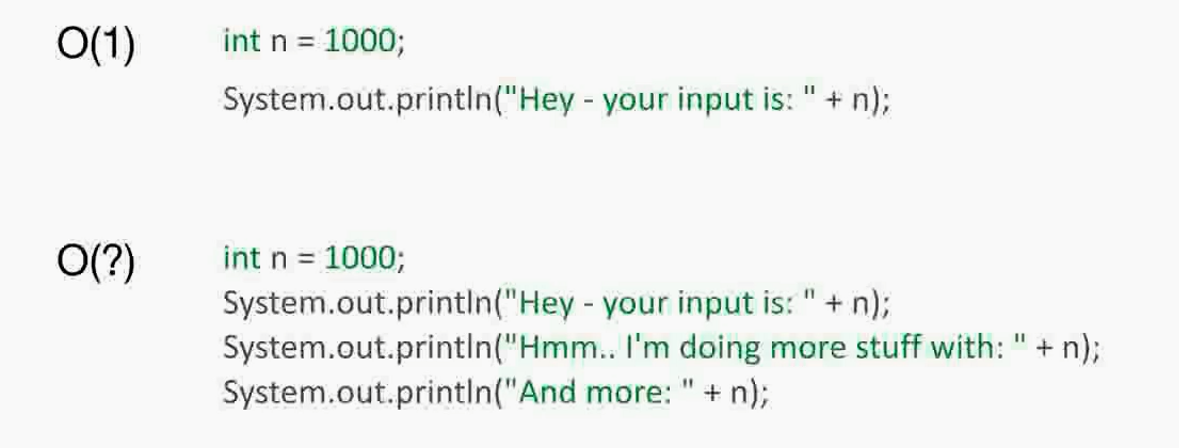 O(1) int n = 1000;
System.out.println("Hey - your input is: " + n);
O(?) int n = 1000;
System.out.println("Hey - your input is: " + n);
System.out.println("Hmm.. I'm doing more stuff with: " + n);
System.out.println("And more: " + n);